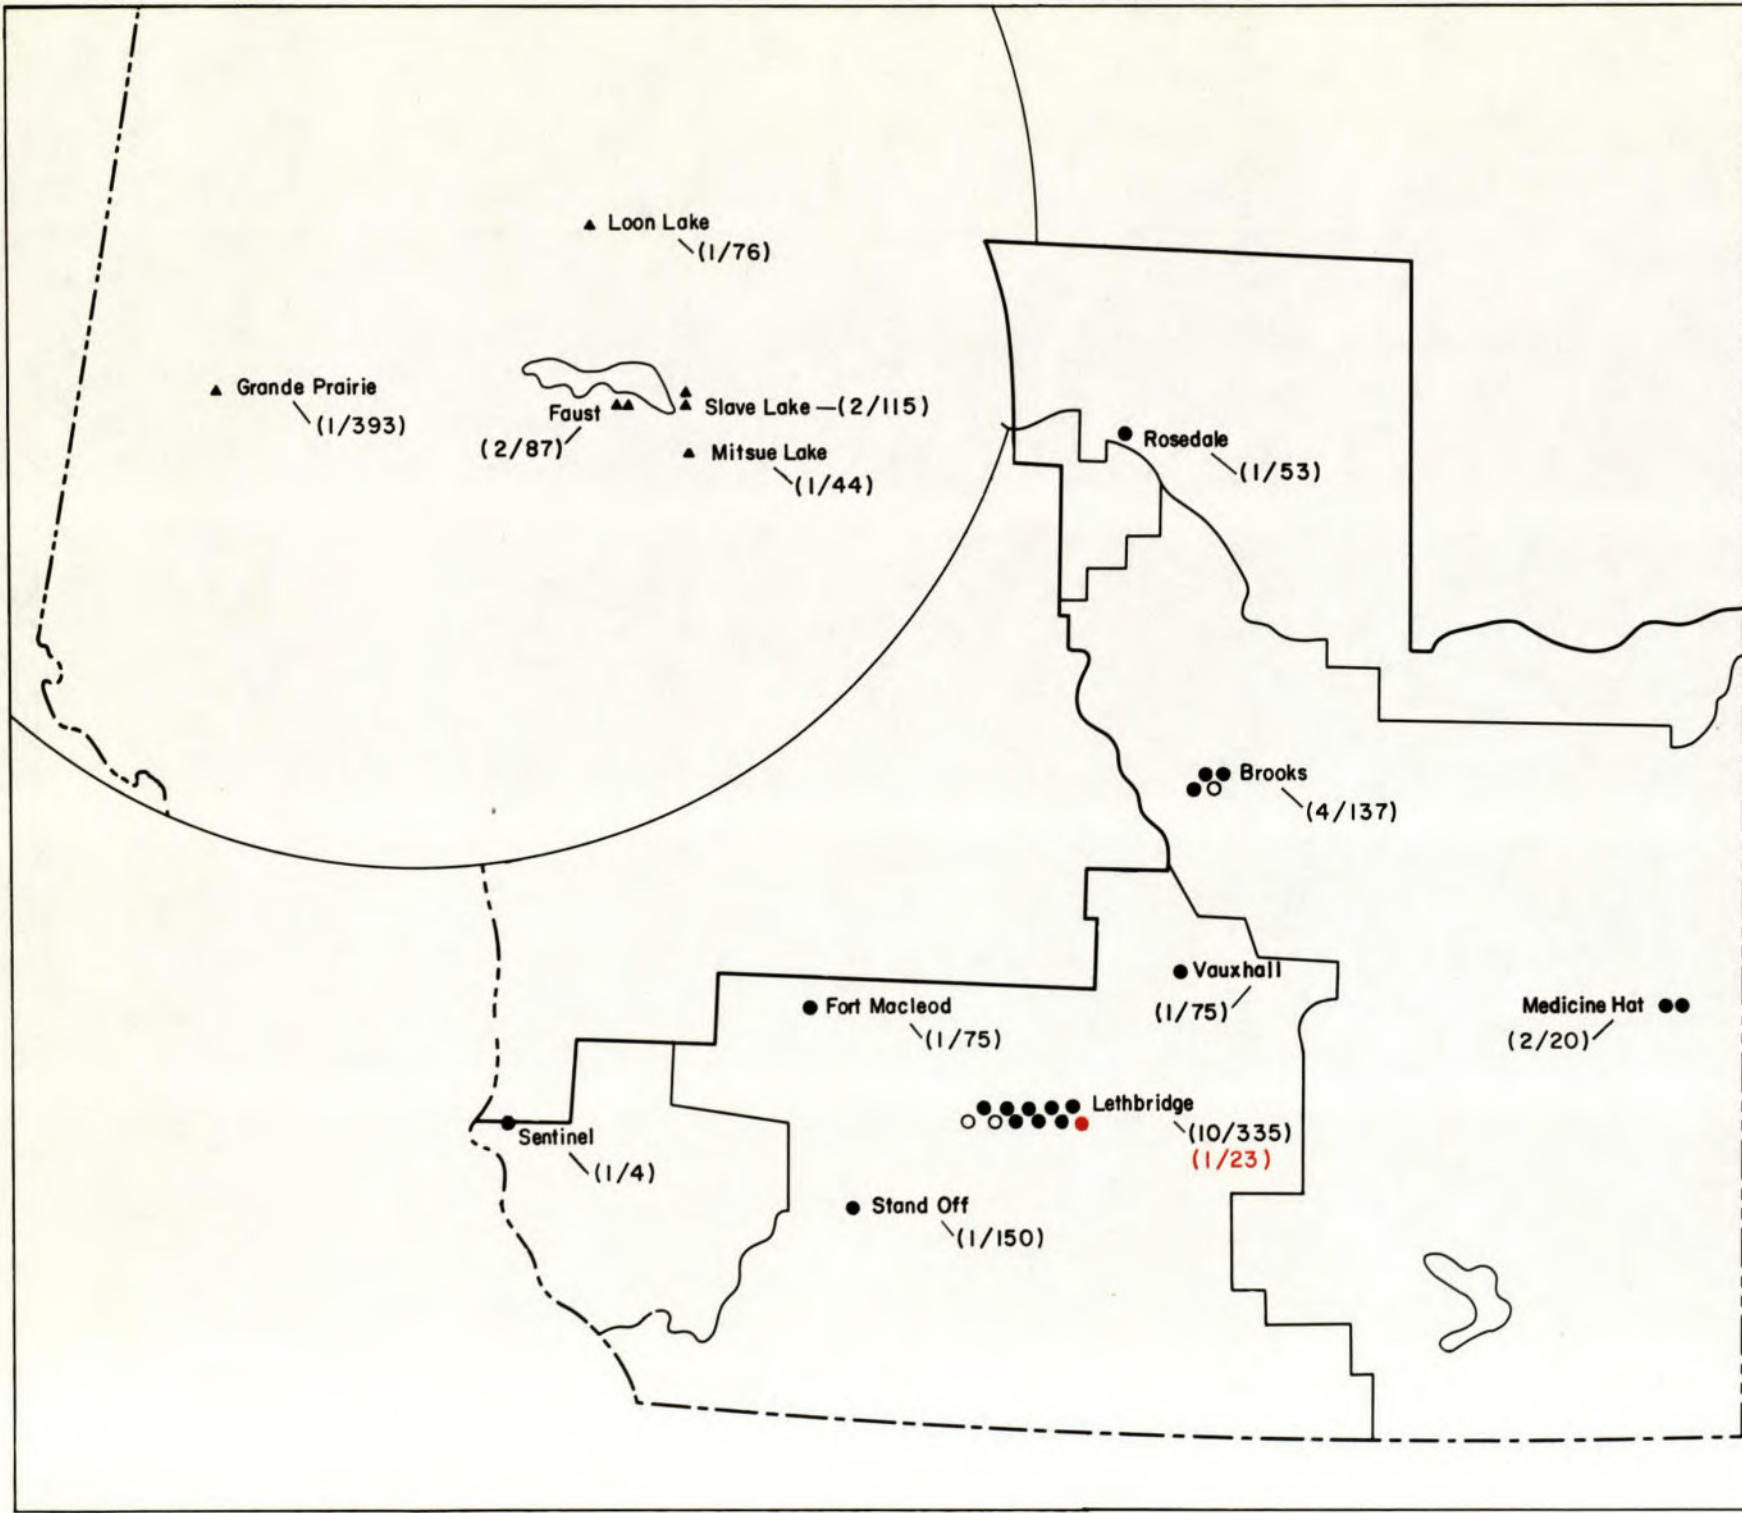 Loon Lake
(1/76)
Grande Prairie
(1/393)
Faust
(2/87)
Slave Lake
(2/115)
Mitsue Lake
(1/44)
Rosedale
(1/53)
Brooks
(4/137)
Vauxhall
(1/75)
Fort Macleod
(1/75)
Medicine Hat
(2/20)
Lethbridge
(10/335)
(1/23)
Sentinel
(1/4)
Stand Off
(1/150)